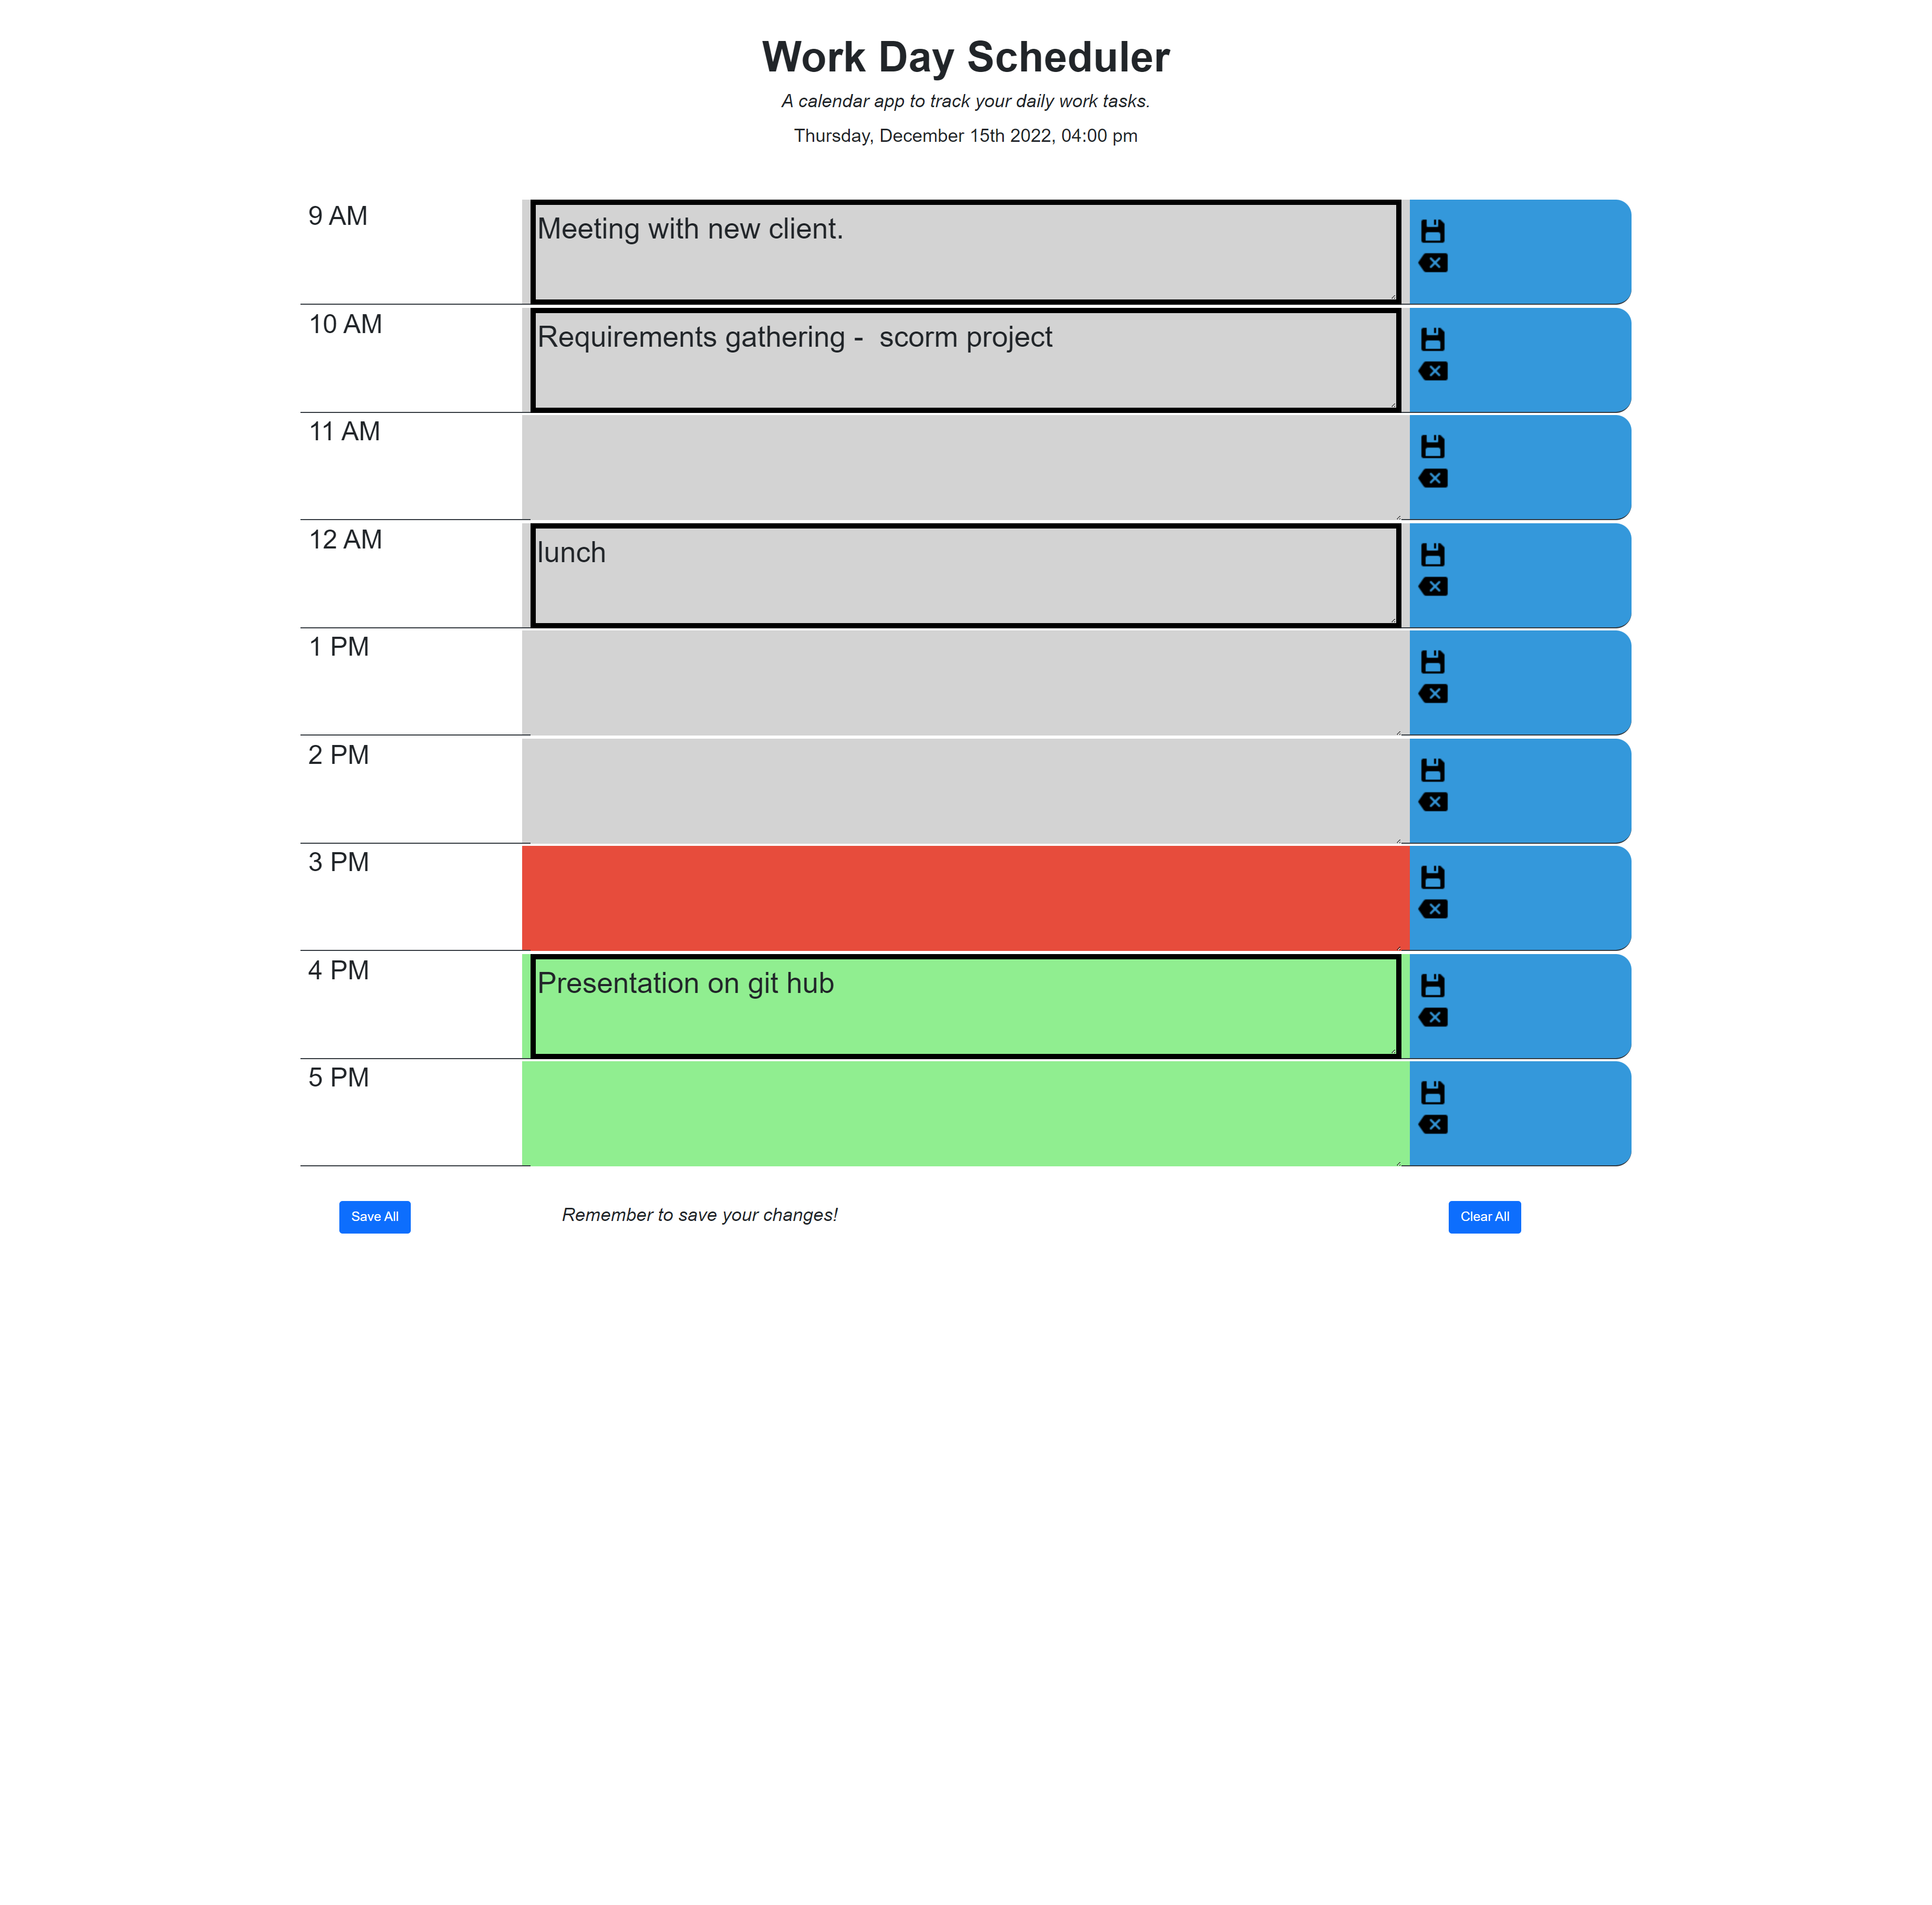 Work Day Scheduler
A calendar app to track your daily work tasks.
Thursday, December 15th 2022, 04:00 pm
9 AM
Meeting with new client.
10 AM
Requirements gathering -  scorm project
11 AM
12 AM
lunch
1 PM
2 PM
3 PM
4 PM
Presentation on git hub
5 PM
Save All
Remember to save your changes!
Clear All